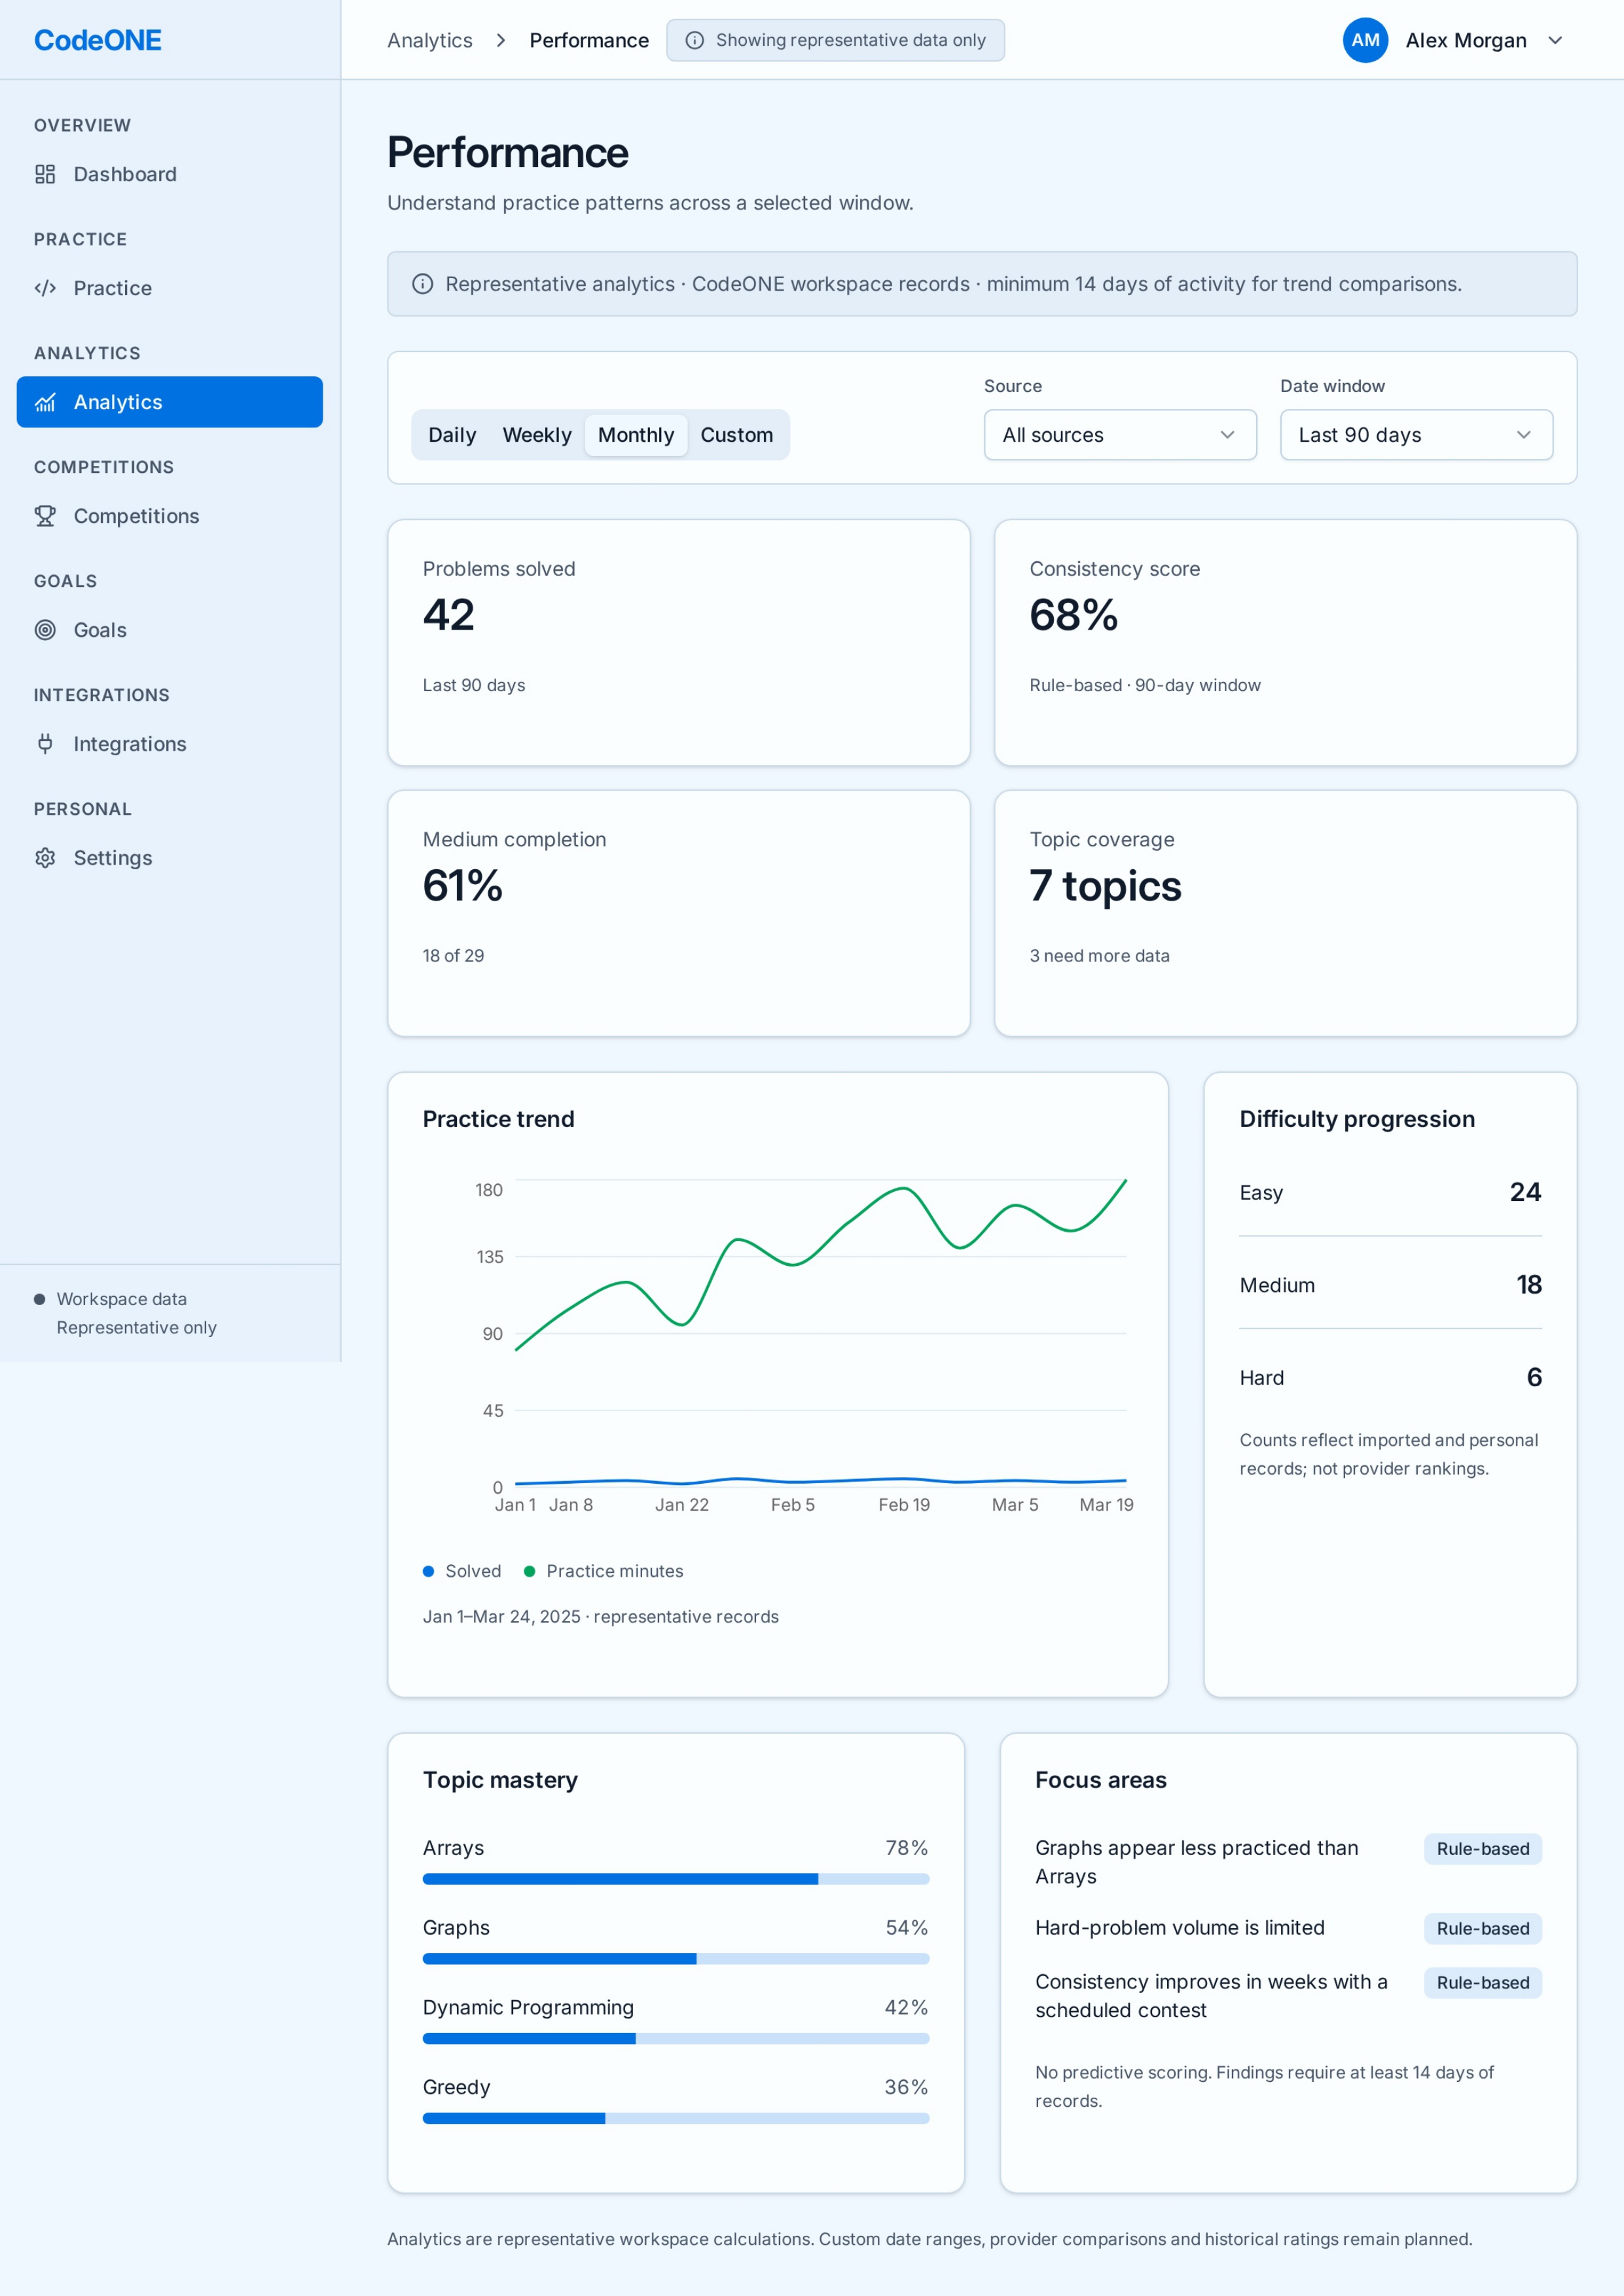 CodeONE
Analytics
Performance
Showing representative data only
AM
Alex Morgan
OVERVIEW
Dashboard
PRACTICE
Practice
ANALYTICS
Analytics
COMPETITIONS
Competitions
GOALS
Goals
INTEGRATIONS
Integrations
PERSONAL
Settings
Workspace data
Representative only
Performance
Understand practice patterns across a selected window.
Representative analytics · CodeONE workspace records · minimum 14 days of activity for trend comparisons.
Daily
Weekly
Monthly
Custom
Source
All sources
Date window
Last 90 days
Problems solved
42
Last 90 days
Consistency score
68%
Rule-based · 90-day window
Medium completion
61%
18 of 29
Topic coverage
7 topics
3 need more data
Practice trend
180
135
90
45
0
Jan 1
Jan 8
Jan 22
Feb 5
Feb 19
Mar 5
Mar 19
Solved
Practice minutes
Jan 1–Mar 24, 2025 · representative records
Difficulty progression
Easy
24
Medium
18
Hard
6
Counts reflect imported and personal
records; not provider rankings.
Topic mastery
Arrays
78%
Graphs
54%
Dynamic Programming
42%
Greedy
36%
Focus areas
Graphs appear less practiced than
Arrays
Rule-based
Hard-problem volume is limited
Rule-based
Consistency improves in weeks with a
scheduled contest
Rule-based
No predictive scoring. Findings require at least 14 days of
records.
Analytics are representative workspace calculations. Custom date ranges, provider comparisons and historical ratings remain planned.